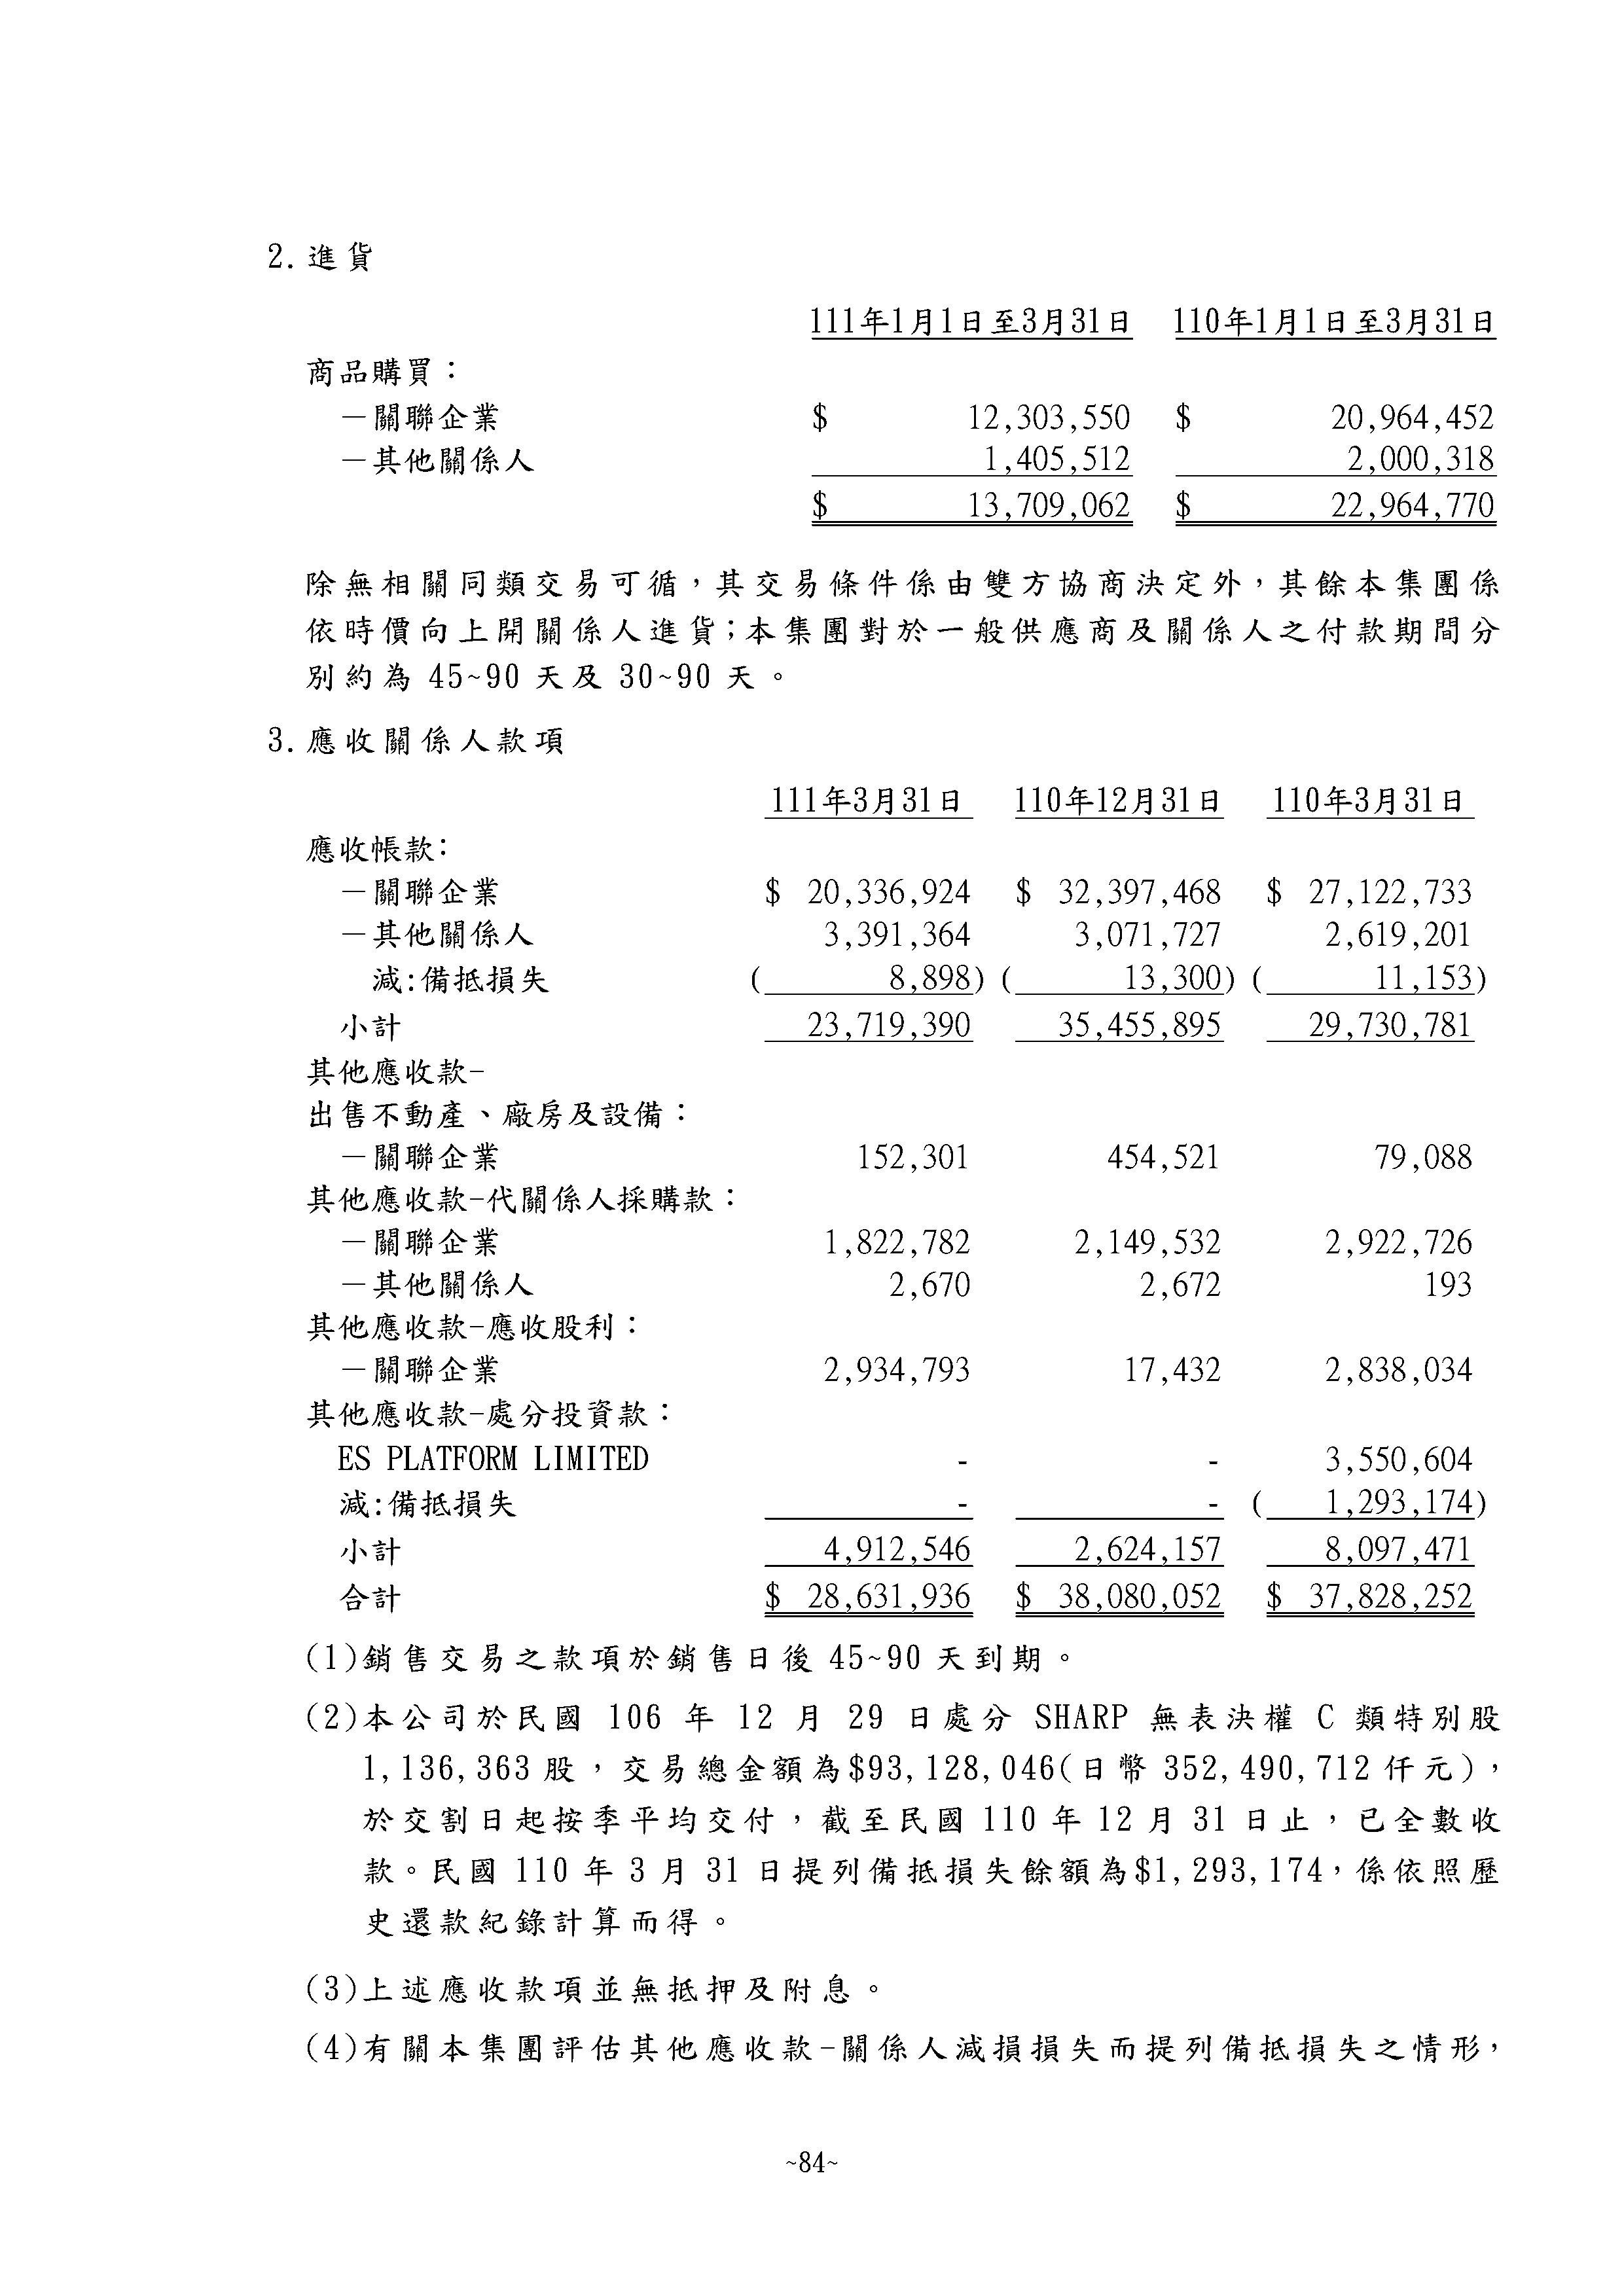 2.進貨
111年1月1日至3月31日 110年1月1日至3月31日
商品購買：
－關聯企業 $ 12,303,550 $ 20,964,452
－其他關係人 1,405,512 2,000,318
$ 13,709,062 $ 22,964,770
除無相關同類交易可循，其交易條件係由雙方協商決定外，其餘本集團係
依時價向上開關係人進貨；本集團對於一般供應商及關係人之付款期間分
別約為 45~90 天及 30~90 天。
3.應收關係人款項
111年3月31日 110年12月31日 110年3月31日
應收帳款:
－關聯企業 $ 20,336,924 $ 32,397,468 $ 27,122,733
－其他關係人 3,391,364 3,071,727 2,619,201
減:備抵損失 ( 8,898) ( 13,300) ( 11,153)
小計 23,719,390 35,455,895 29,730,781
其他應收款-
出售不動產、廠房及設備：
－關聯企業 152,301 454,521 79,088
其他應收款-代關係人採購款：
－關聯企業 1,822,782 2,149,532 2,922,726
－其他關係人 2,670 2,672 193
其他應收款-應收股利：
－關聯企業 2,934,793 17,432 2,838,034
其他應收款-處分投資款：
ES PLATFORM LIMITED - - 3,550,604
減:備抵損失 - - ( 1,293,174)
小計 4,912,546 2,624,157 8,097,471
合計 $ 28,631,936 $ 38,080,052 $ 37,828,252
(1)銷售交易之款項於銷售日後 45~90 天到期。
(2)本公司於民國 106 年 12 月 29 日處分 SHARP 無表決權 C 類特別股
1,136,363 股，交易總金額為$93,128,046(日幣 352,490,712 仟元)，
於交割日起按季平均交付，截至民國 110 年 12 月 31 日止，已全數收
款。民國 110 年 3 月 31 日提列備抵損失餘額為$1,293,174，係依照歷
史還款紀錄計算而得。
(3)上述應收款項並無抵押及附息。
(4)有關本集團評估其他應收款-關係人減損損失而提列備抵損失之情形，
~84~